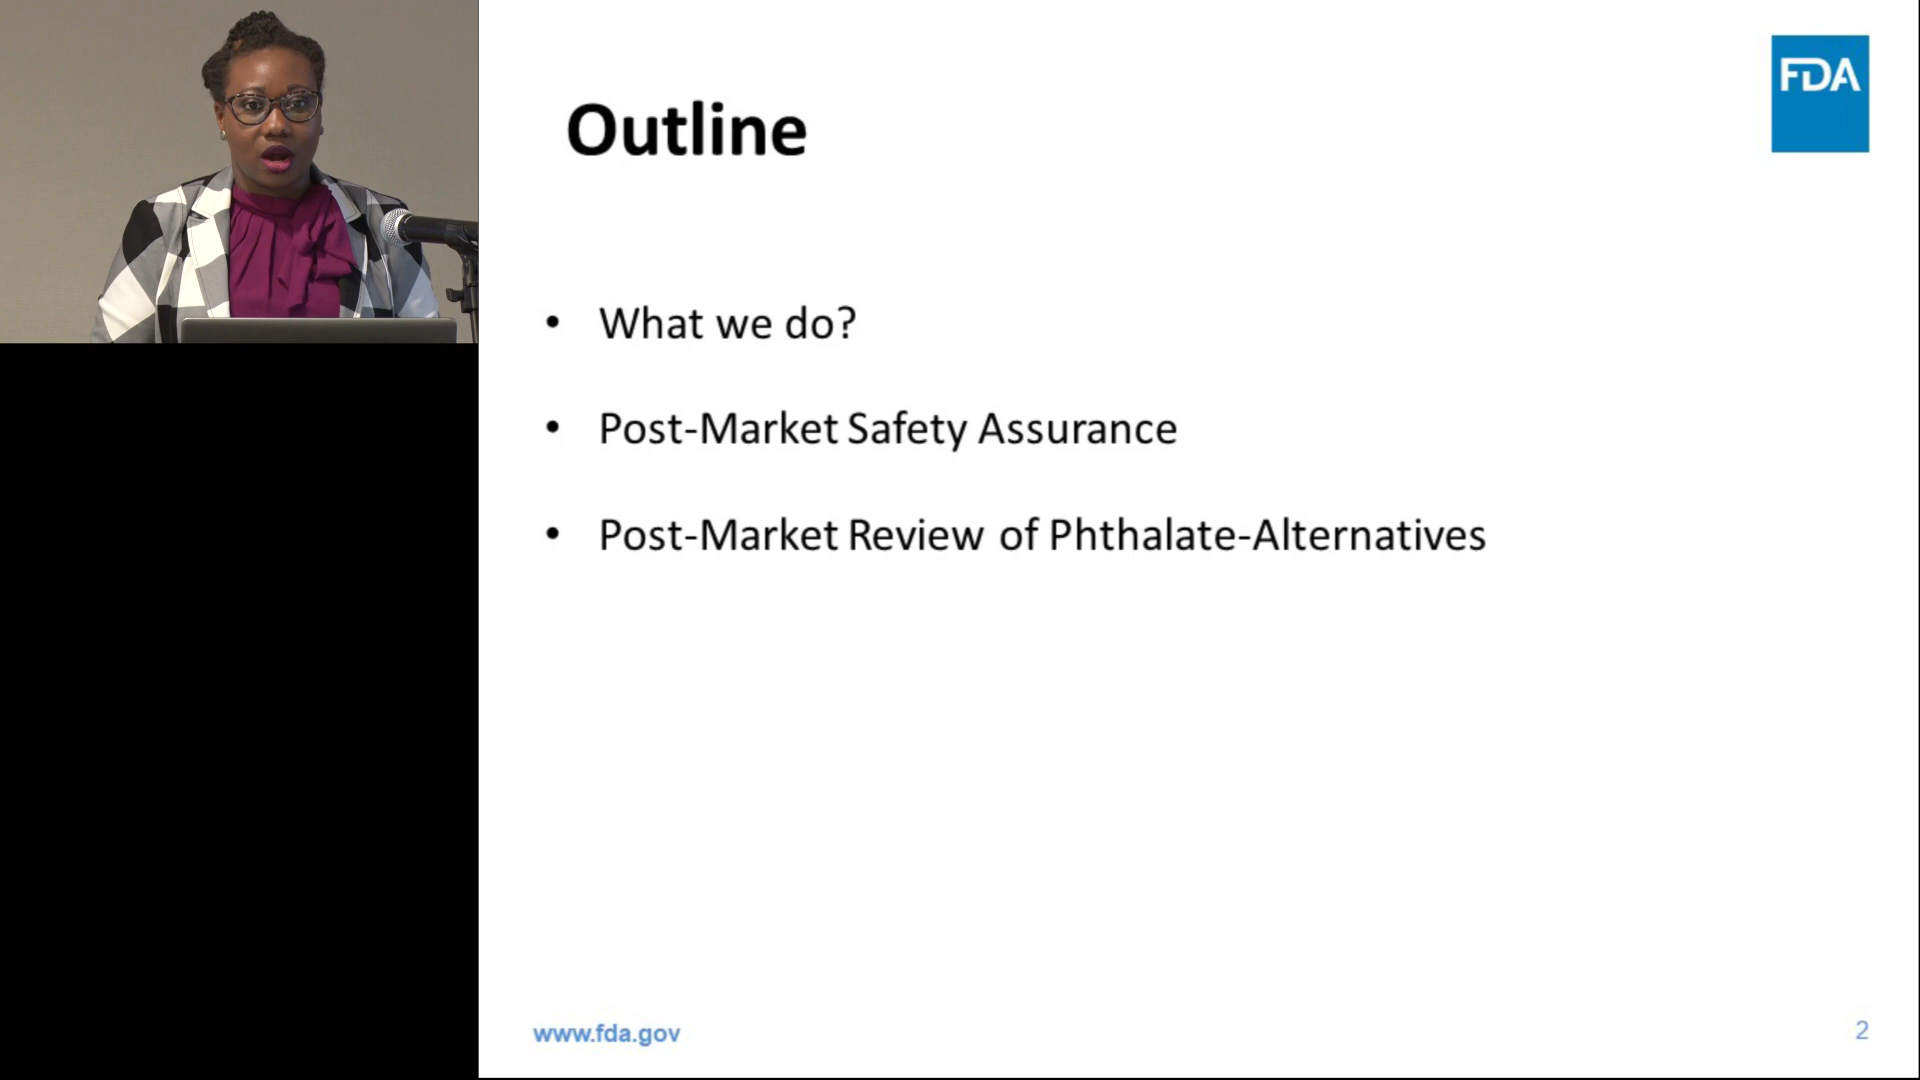 FDA
Outline
• What we do?
• Post-Market Safety Assurance
• Post-Market Review of Phthalate-Alternatives
www.fda.gov
2